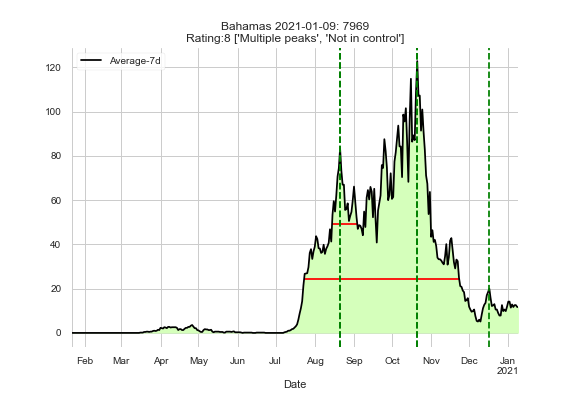 Bahamas 2021-01-09: 7969
Rating:8 ['Multiple peaks', 'Not in control']
Average-7d
120
100
80
60
40
20
0
Feb Mar Apr May Jun Jul Aug Sep Oct Nov Dec Jan
2021
Date